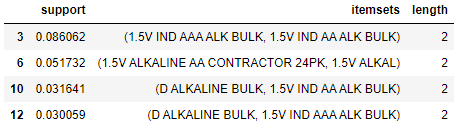 support itemsets length
3 0.086062 (1.5V IND AAA ALK BULK, 1.5V IND AA ALK BULK) 2
6 0.051732 (1.5V ALKALINE AA CONTRACTOR 24PK, 1.5V ALKAL) 2
10 0.031641 (D ALKALINE BULK, 1.5V IND AA ALK BULK) 2
12 0.030059 (D ALKALINE BULK, 1.5V IND AAA ALK BULK) 2